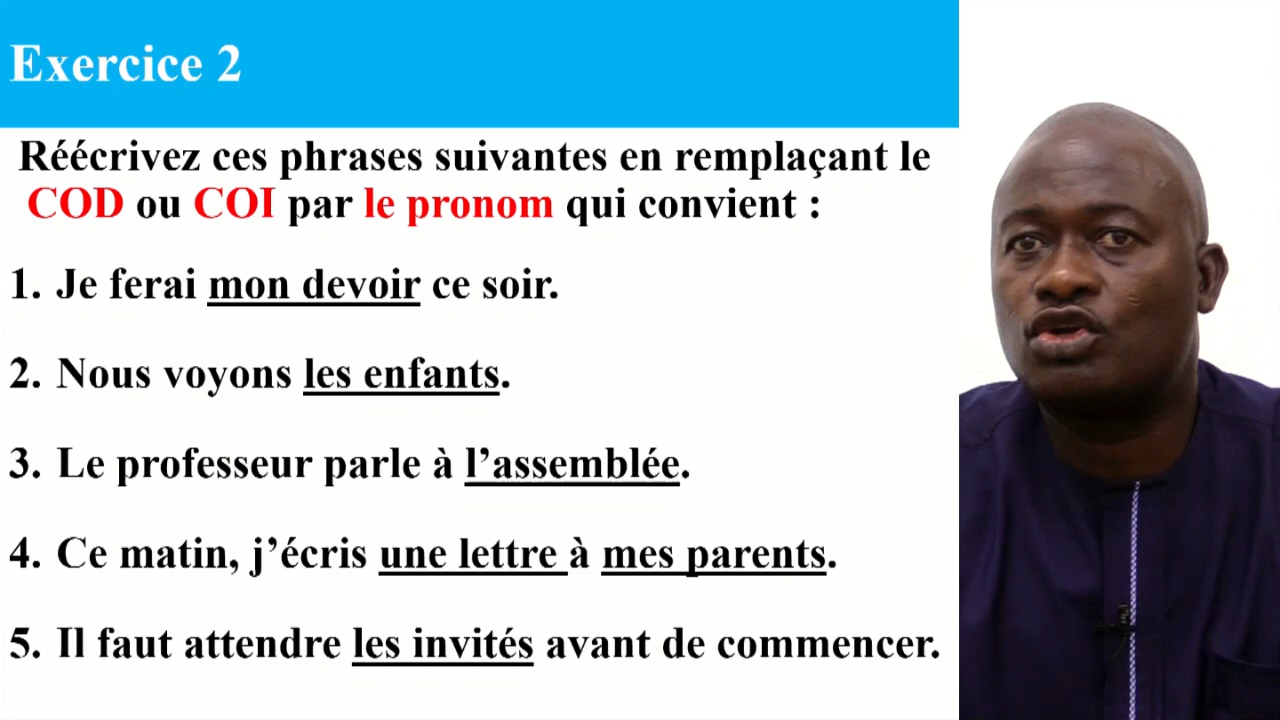 Exercice 2
Réécrivez ces phrases suivantes en remplaçant le
COD ou COI par le pronom qui convient :
1. Je ferai mon devoir ce soir.
2. Nous voyons les enfants.
3. Le professeur parle à l’assemblée.
4. Ce matin, j’écris une lettre à mes parents.
5. Il faut attendre les invités avant de commencer.